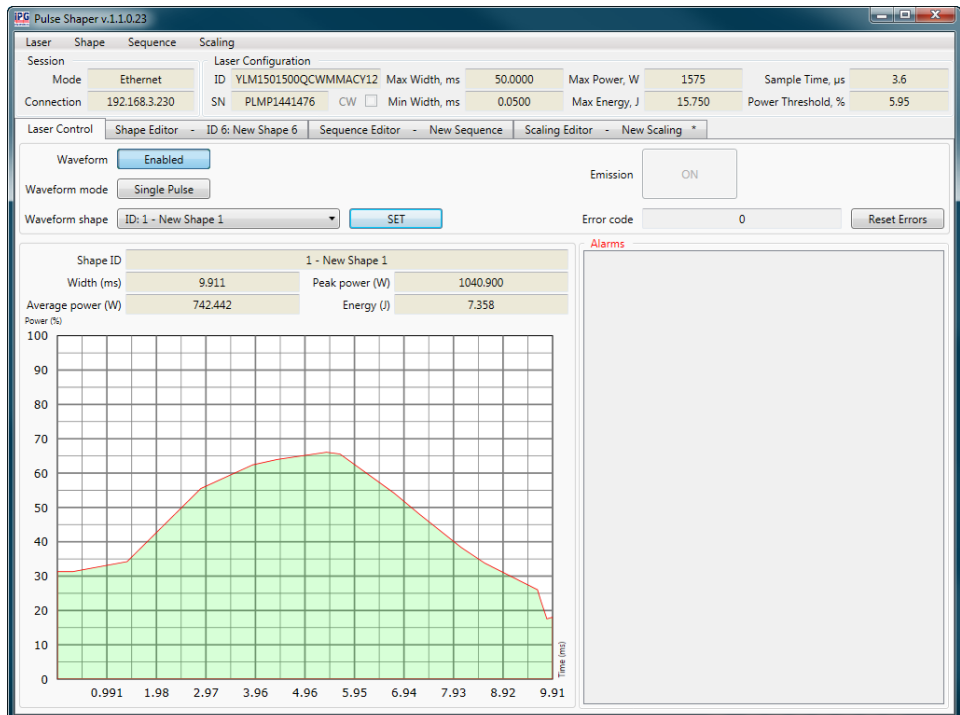 IPG Pulse Shaper v.1.1.0.23
Laser Shape Sequence Scaling
Session Laser Configuration
Mode Ethernet ID YLM1501500QCWMMACY12 Max Width, ms 50.0000 Max Power, W 1575 Sample Time, µs 3.6
Connection 192.168.3.230 SN PLMP1441476 CW Min Width, ms 0.0500 Max Energy, J 15.750 Power Threshold, % 5.95
Laser Control Shape Editor - ID 6: New Shape 6 Sequence Editor - New Sequence Scaling Editor - New Scaling *
Waveform Enabled
Emission ON
Waveform mode Single Pulse
Waveform shape ID: 1 - New Shape 1 SET Error code 0 Reset Errors
Alarms
Shape ID 1 - New Shape 1
Width (ms) 9.911 Peak power (W) 1040.900
Average power (W) 742.442 Energy (J) 7.358
Power (%)
100
90
80
70
60
50
40
30
20
10
0
Time (ms)
0.991 1.98 2.97 3.96 4.96 5.95 6.94 7.93 8.92 9.91